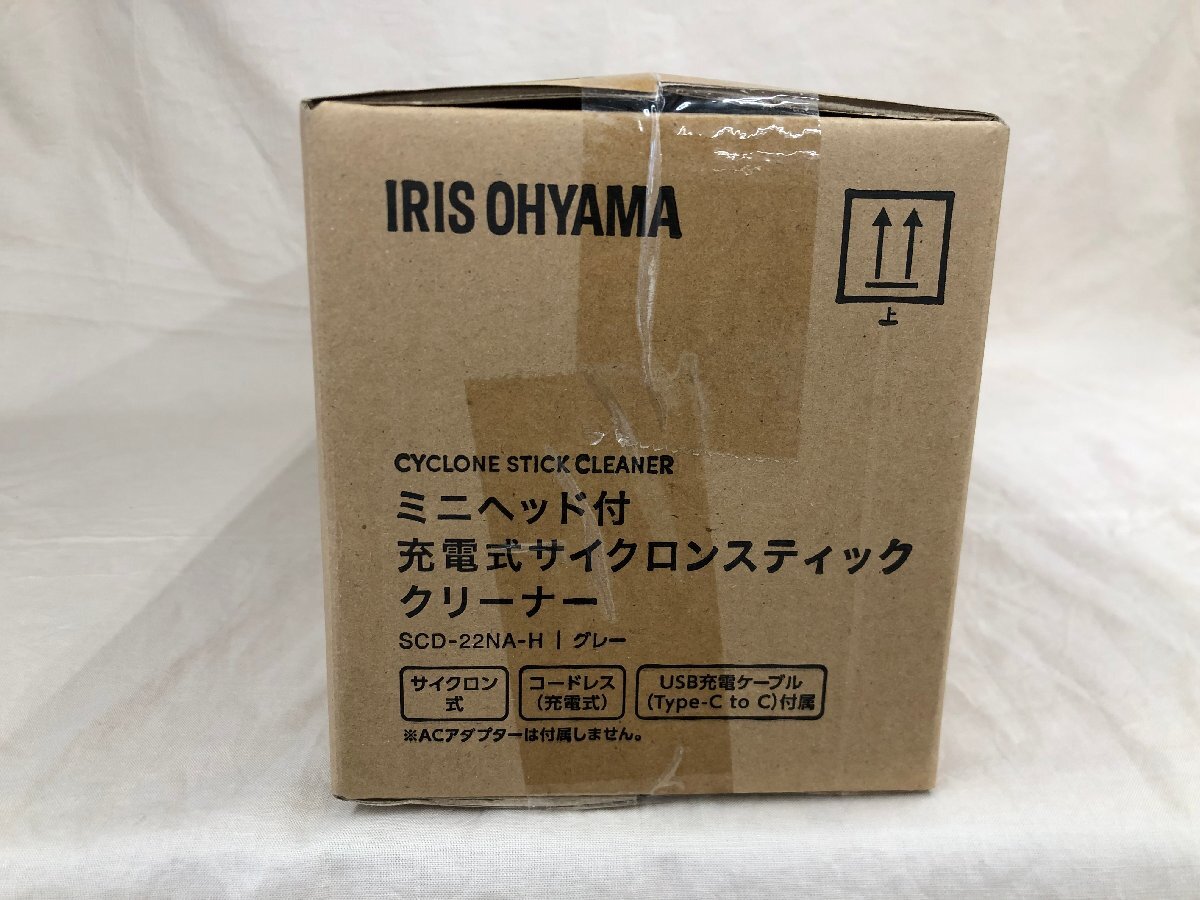 IRIS OHYAMA
上
CYCLONE STICK CLEANER
ミニヘッド付
充電式サイクロンスティック
クリーナー
SCD-22NA-H | グレー
サイクロン
式
コードレス
(充電式)
USB充電ケーブル
(Type-C to C)付属
※ACアダプターは付属しません。